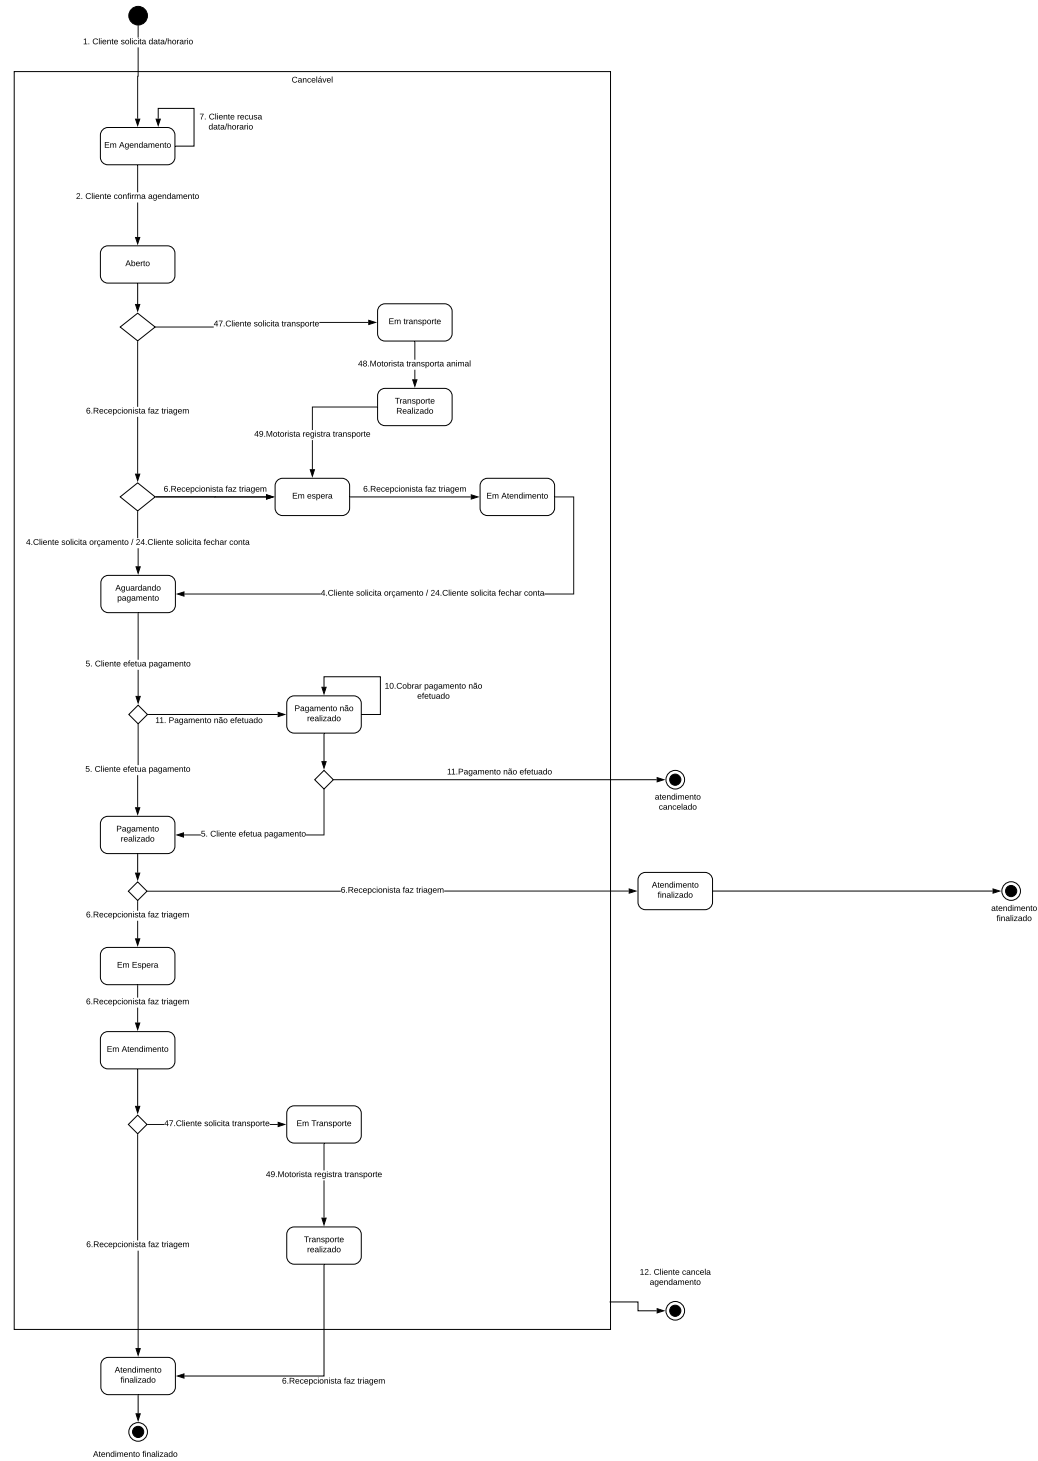 1. Cliente solicita data/horario
Cancelável
7. Cliente recusa
data/horario
Em Agendamento
2. Cliente confirma agendamento
Aberto
47.Cliente solicita transporte
Em transporte
48.Motorista transporta animal
Transporte
Realizado
6.Recepcionista faz triagem
49.Motorista registra transporte
6.Recepcionista faz triagem
Em espera
6.Recepcionista faz triagem
Em Atendimento
4.Cliente solicita orçamento / 24.Cliente solicita fechar conta
Aguardando
pagamento
4.Cliente solicita orçamento / 24.Cliente solicita fechar conta
5. Cliente efetua pagamento
10.Cobrar pagamento não
efetuado
Pagamento não
realizado
11. Pagamento não efetuado
5. Cliente efetua pagamento
11.Pagamento não efetuado
atendimento
cancelado
Pagamento
realizado
5. Cliente efetua pagamento
6.Recepcionista faz triagem
Atendimento
finalizado
atendimento
finalizado
6.Recepcionista faz triagem
Em Espera
6.Recepcionista faz triagem
Em Atendimento
47.Cliente solicita transporte
Em Transporte
49.Motorista registra transporte
Transporte
realizado
6.Recepcionista faz triagem
12. Cliente cancela
agendamento
Atendimento
finalizado
6.Recepcionista faz triagem
Atendimento finalizado